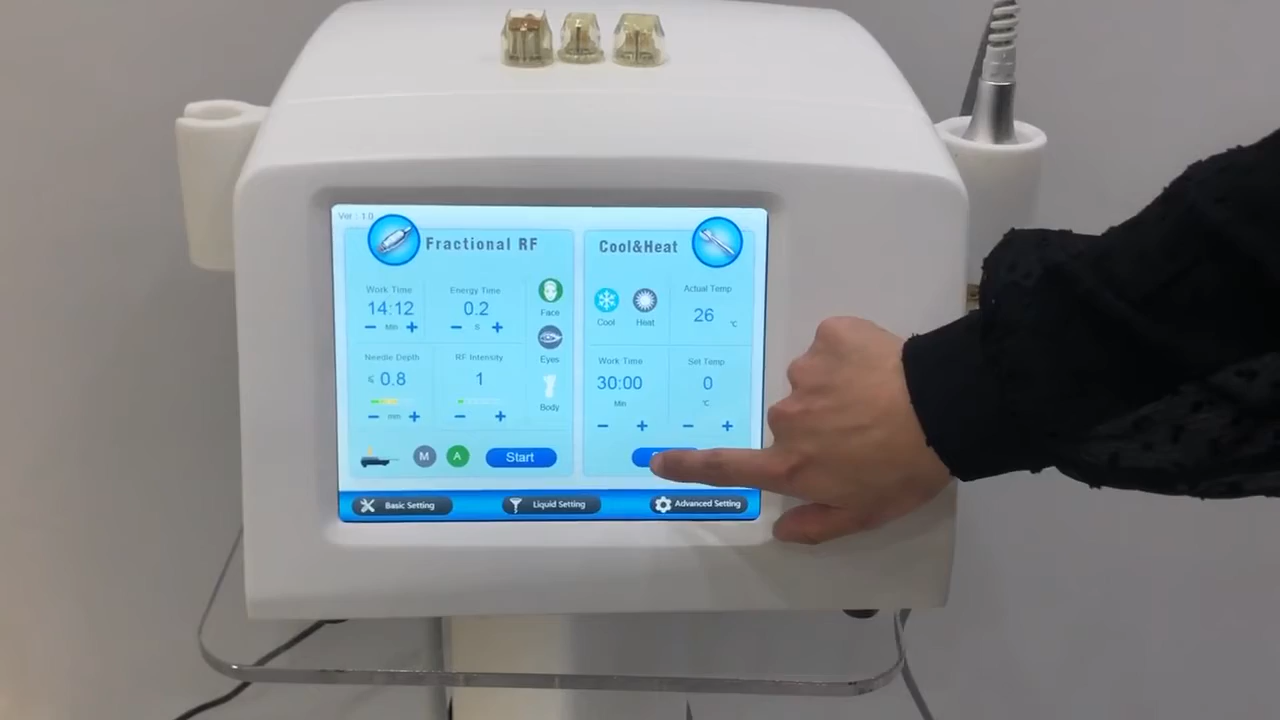 Ver : 1.0
Fractional RF
Work Time
14:12
Min
Energy Time
0.2
S
Face
Eyes
Body
Needle Depth
≤ 0.8
mm
RF Intensity
1
M
A
Start
Cool&Heat
Cool
Heat
Actual Temp
26
℃
Work Time
30:00
Min
Set Temp
0
℃
Basic Setting
Liquid Setting
Advanced Setting